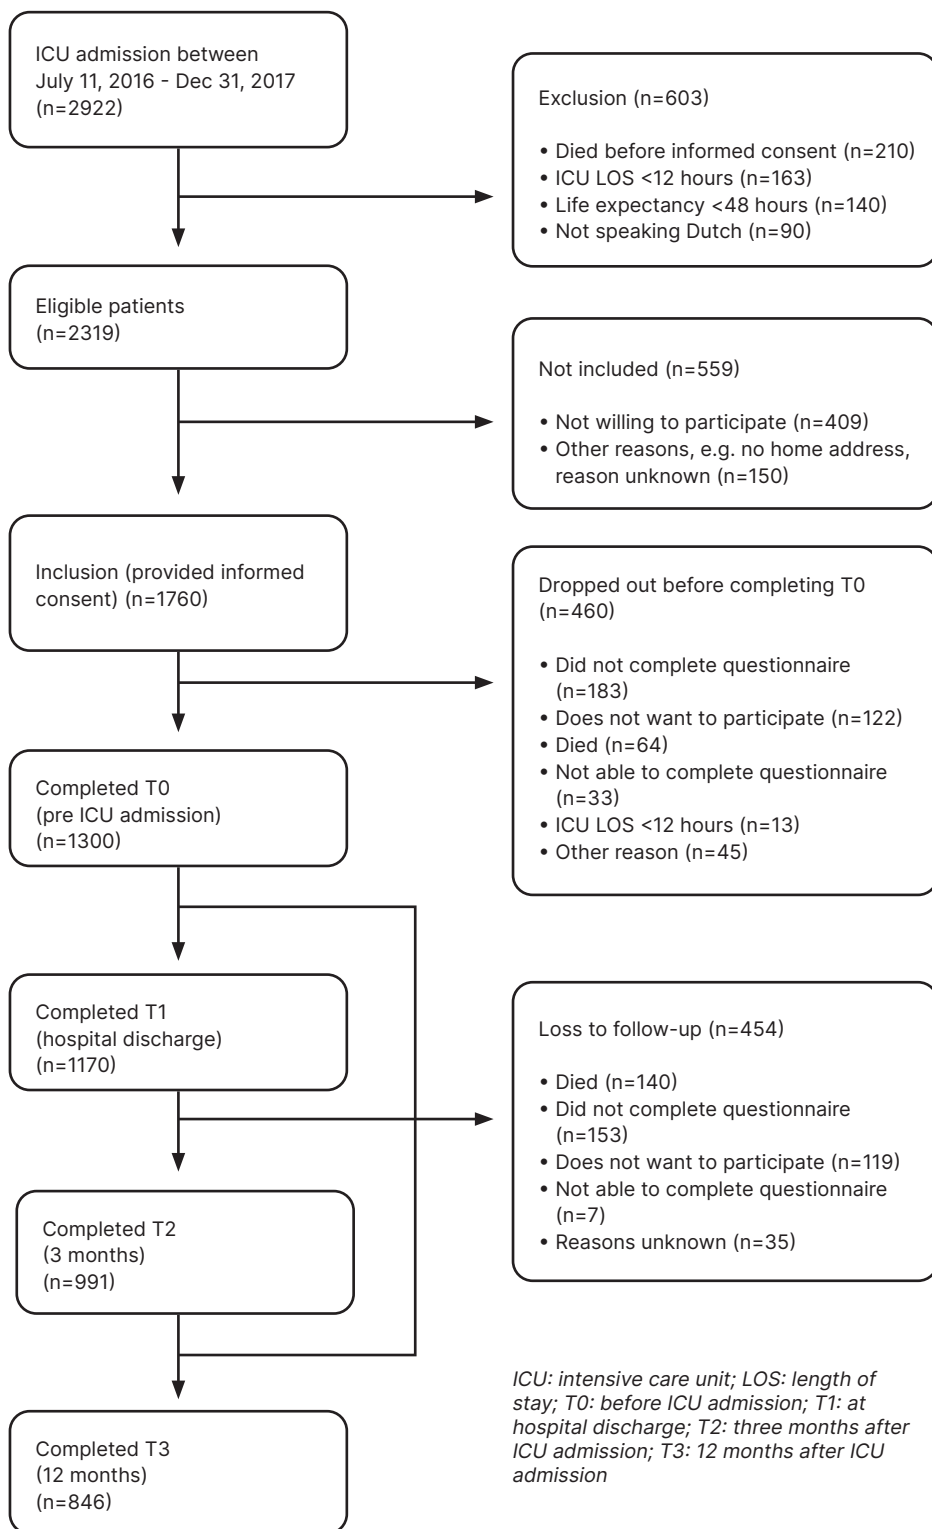 ICU admission between
July 11, 2016 - Dec 31, 2017
(n=2922)
Exclusion (n=603)
• Died before informed consent (n=210)
• ICU LOS <12 hours (n=163)
• Life expectancy <48 hours (n=140)
• Not speaking Dutch (n=90)
Eligible patients
(n=2319)
Not included (n=559)
• Not willing to participate (n=409)
• Other reasons, e.g. no home address,
reason unknown (n=150)
Inclusion (provided informed
consent) (n=1760)
Dropped out before completing T0
(n=460)
• Did not complete questionnaire
(n=183)
• Does not want to participate (n=122)
• Died (n=64)
• Not able to complete questionnaire
(n=33)
• ICU LOS <12 hours (n=13)
• Other reason (n=45)
Completed T0
(pre ICU admission)
(n=1300)
Completed T1
(hospital discharge)
(n=1170)
Loss to follow-up (n=454)
• Died (n=140)
• Did not complete questionnaire
(n=153)
• Does not want to participate (n=119)
• Not able to complete questionnaire
(n=7)
• Reasons unknown (n=35)
Completed T2
(3 months)
(n=991)
Completed T3
(12 months)
(n=846)
ICU: intensive care unit; LOS: length of
stay; T0: before ICU admission; T1: at
hospital discharge; T2: three months after
ICU admission; T3: 12 months after ICU
admission